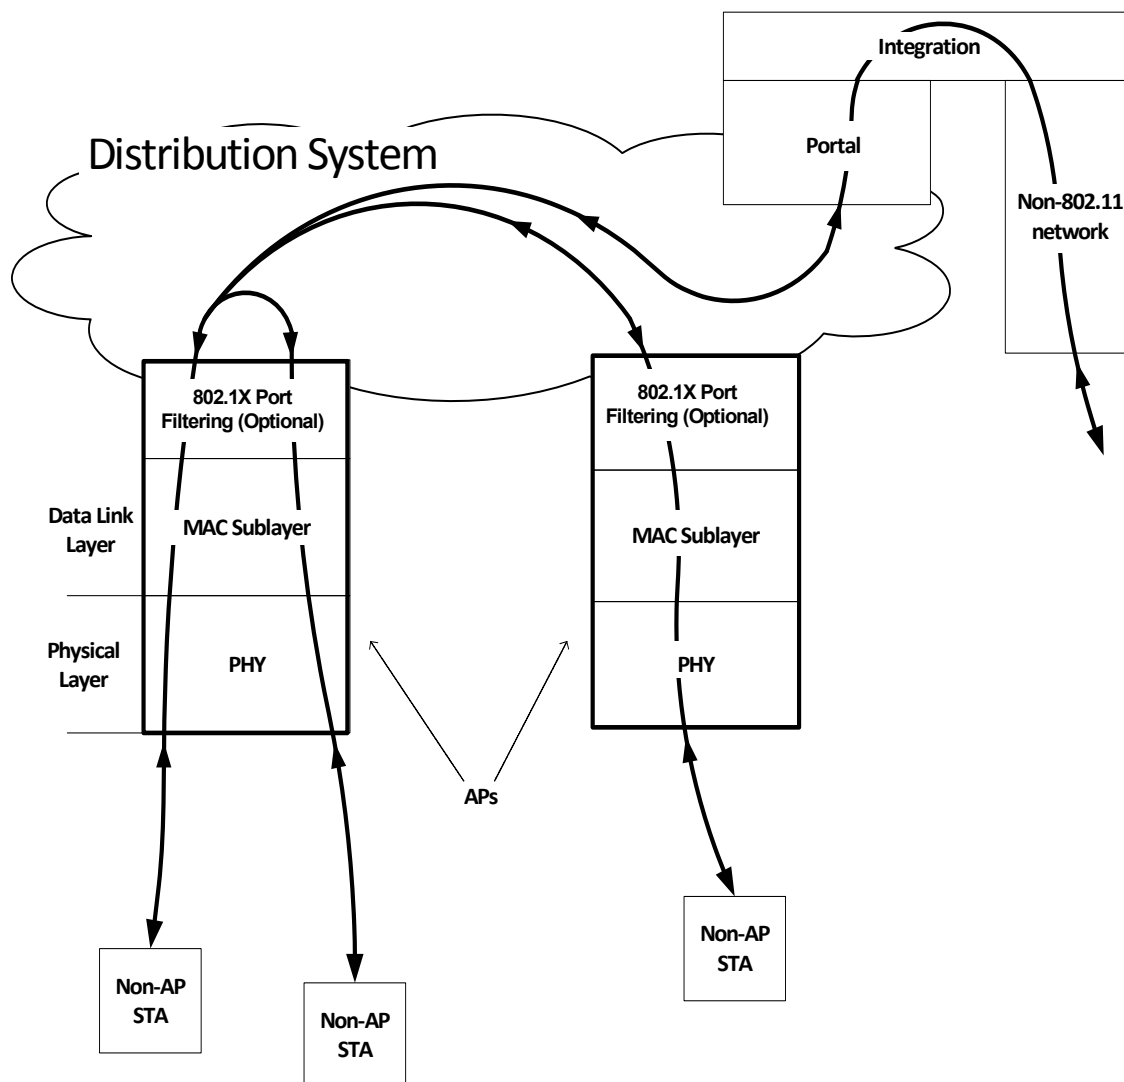 Integration
Distribution System
Portal
Non-802.11
network
802.1X Port
Filtering (Optional)
802.1X Port
Filtering (Optional)
Data Link
Layer
MAC Sublayer
MAC Sublayer
Physical
Layer
PHY
PHY
APs
Non-AP
STA
Non-AP
STA
Non-AP
STA